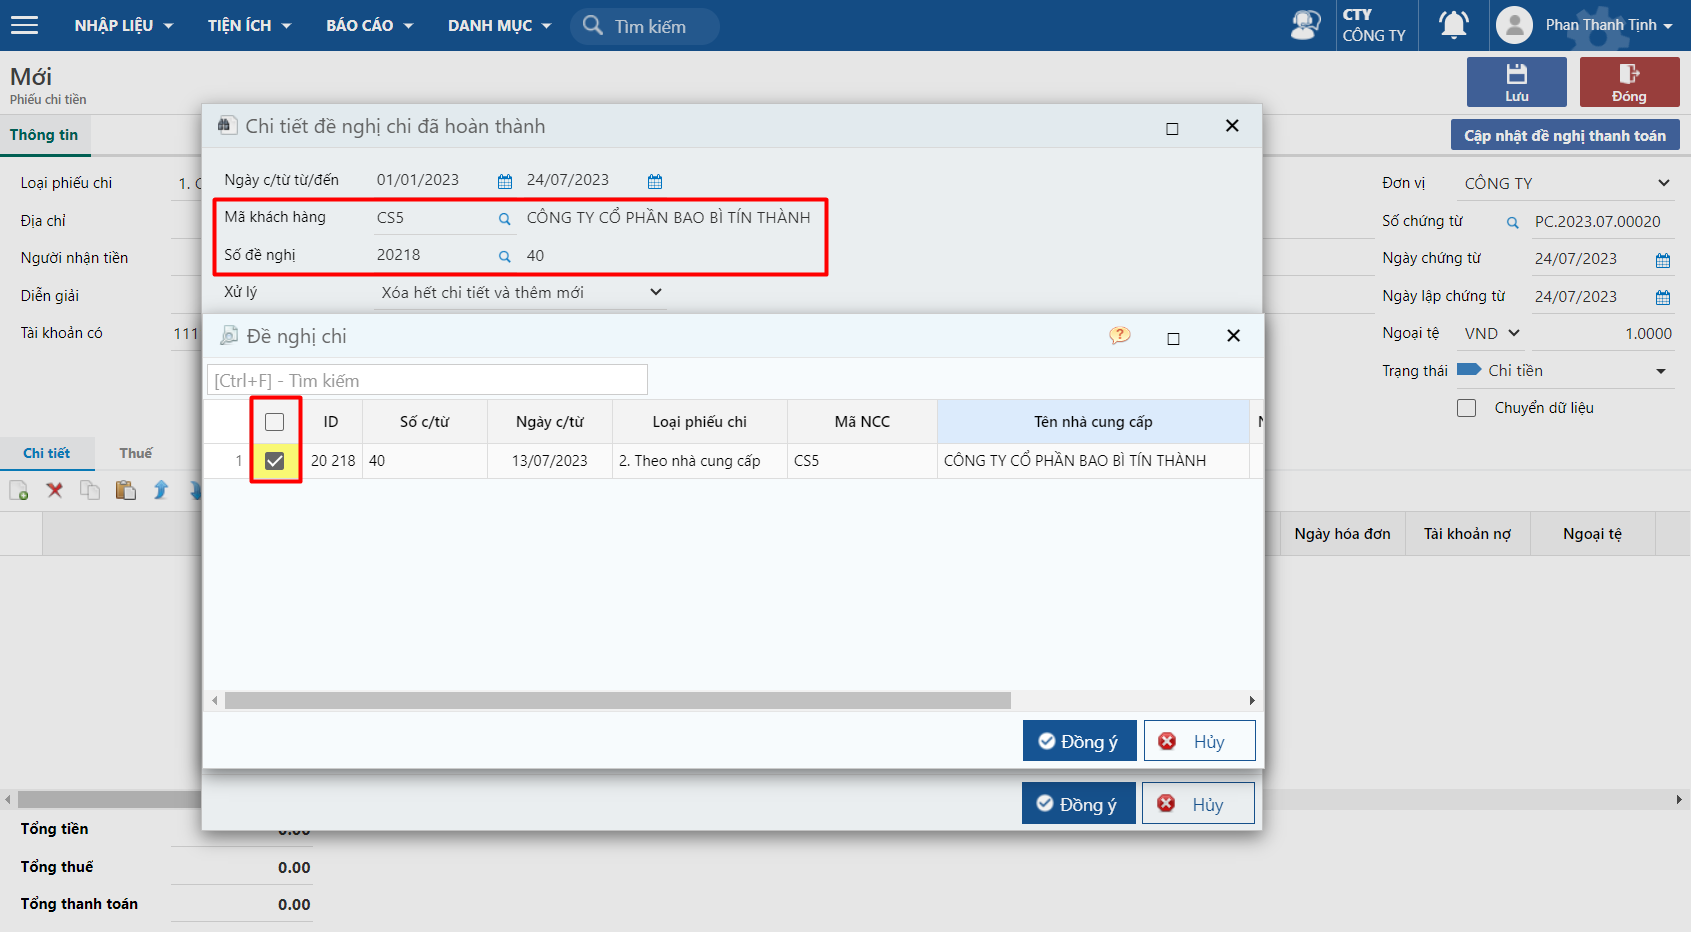 NHẬP LIỆU TIỆN ÍCH BÁO CÁO DANH MỤC Tìm kiếm
CTY
CÔNG TY
Phan Thanh Tịnh
Mới
Phiếu chi tiền
Lưu
Đóng
Thông tin
Cập nhật đề nghị thanh toán
Loại phiếu chi 1. C
Địa chỉ
Người nhận tiền
Diễn giải
Tài khoản có 111
Đơn vị CÔNG TY
Số chứng từ PC.2023.07.00020
Ngày chứng từ 24/07/2023
Ngày lập chứng từ 24/07/2023
Ngoại tệ VND 1.0000
Trạng thái Chi tiền
Chuyển dữ liệu
Chi tiết đề nghị chi đã hoàn thành
Ngày c/từ từ/đến 01/01/2023 24/07/2023
Mã khách hàng CS5 CÔNG TY CỔ PHẦN BAO BÌ TÍN THÀNH
Số đề nghị 20218 40
Xử lý Xóa hết chi tiết và thêm mới
Đề nghị chi
[Ctrl+F] - Tìm kiếm
ID Số c/từ Ngày c/từ Loại phiếu chi Mã NCC Tên nhà cung cấp
1 20 218 40 13/07/2023 2. Theo nhà cung cấp CS5 CÔNG TY CỔ PHẦN BAO BÌ TÍN THÀNH
Đồng ý Hủy
Đồng ý Hủy
Chi tiết Thuế
Ngày hóa đơn Tài khoản nợ Ngoại tệ
Tổng tiền 0.00
Tổng thuế 0.00
Tổng thanh toán 0.00